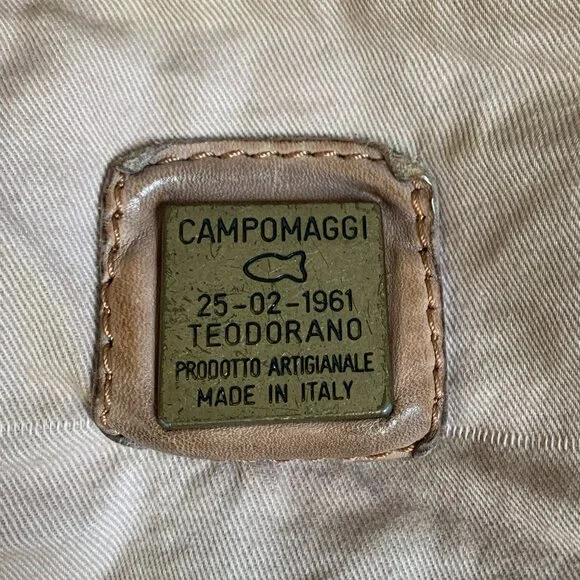 CAMPOMAGGI
25-02-1961
TEODORANO
PRODOTTO ARTIGIANALE
MADE IN ITALY